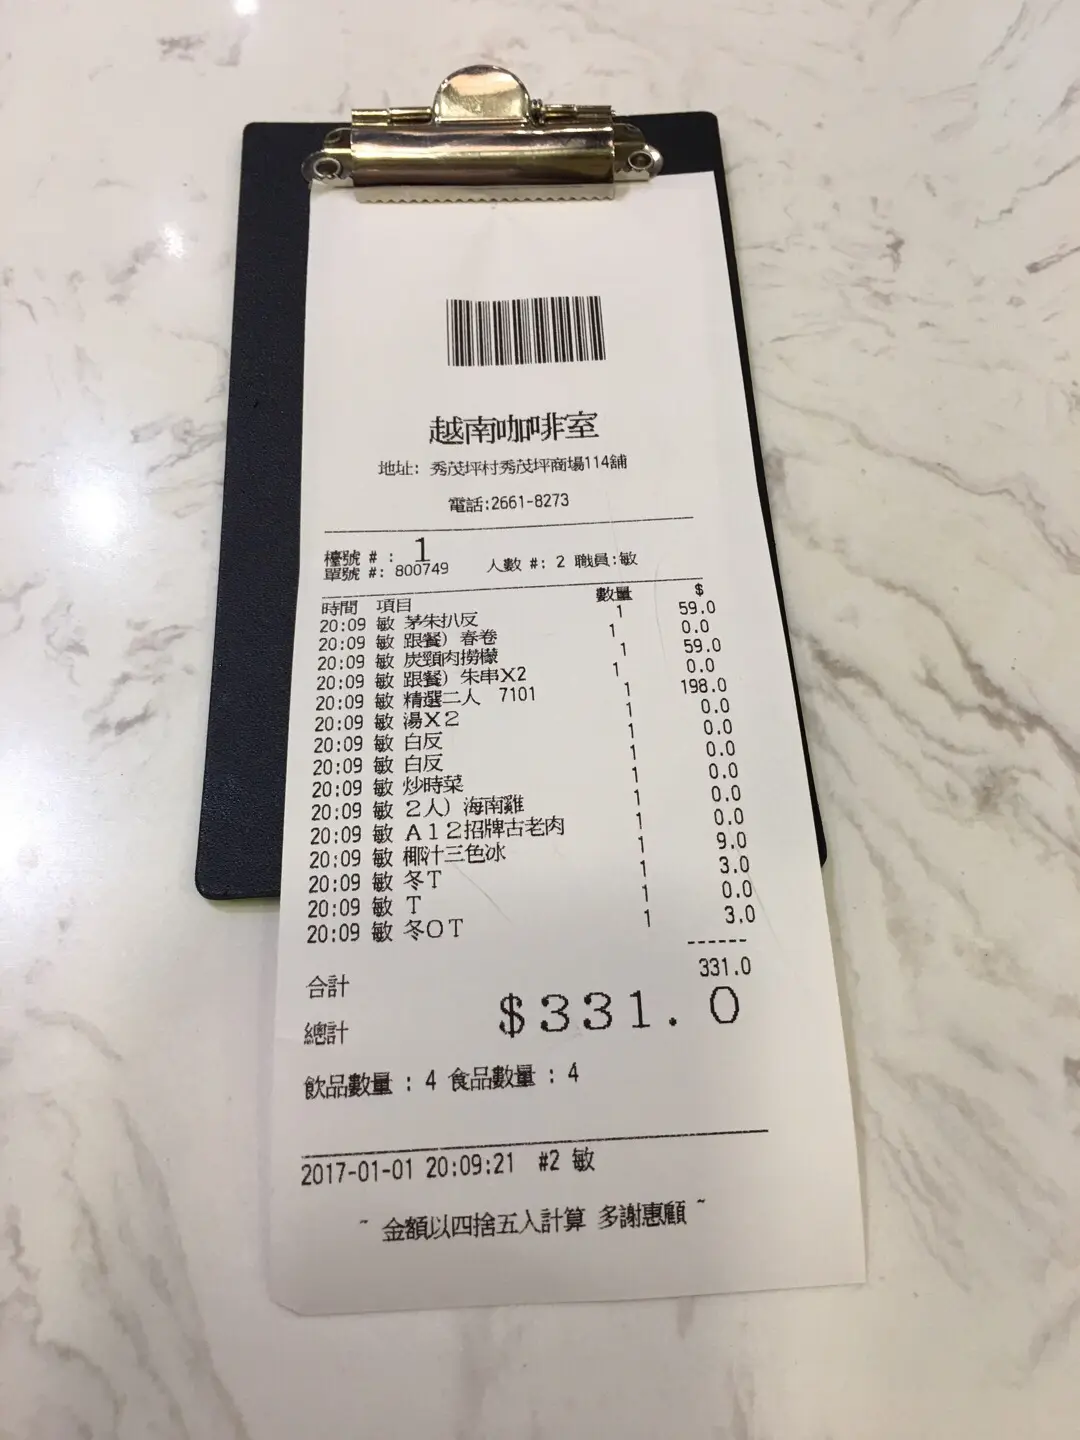 越南咖啡室
地址: 秀茂坪村秀茂坪商場114舖
電話:2661-8273
檯號 # : 1
單號 #: 800749 人數 #: 2 職員:敏
時間 項目 數量 $
20:09 敏 茅朱扒反 1 59.0
20:09 敏 跟餐) 春卷 1 0.0
20:09 敏 炭頸肉撈檬 1 59.0
20:09 敏 跟餐) 朱串X2 1 0.0
20:09 敏 精選二人 7101 1 198.0
20:09 敏 湯X2 1 0.0
20:09 敏 白反 1 0.0
20:09 敏 白反 1 0.0
20:09 敏 炒時菜 1 0.0
20:09 敏 2人) 海南雞 1 0.0
20:09 敏 A12招牌古老肉 1 0.0
20:09 敏 椰汁三色冰 1 9.0
20:09 敏 冬T 1 3.0
20:09 敏 T 1 0.0
20:09 敏 冬OT 1 3.0
------
合計 331.0
總計 $331.0
飲品數量 : 4 食品數量 : 4
2017-01-01 20:09:21 #2 敏
~ 金額以四捨五入計算 多謝惠顧 ~